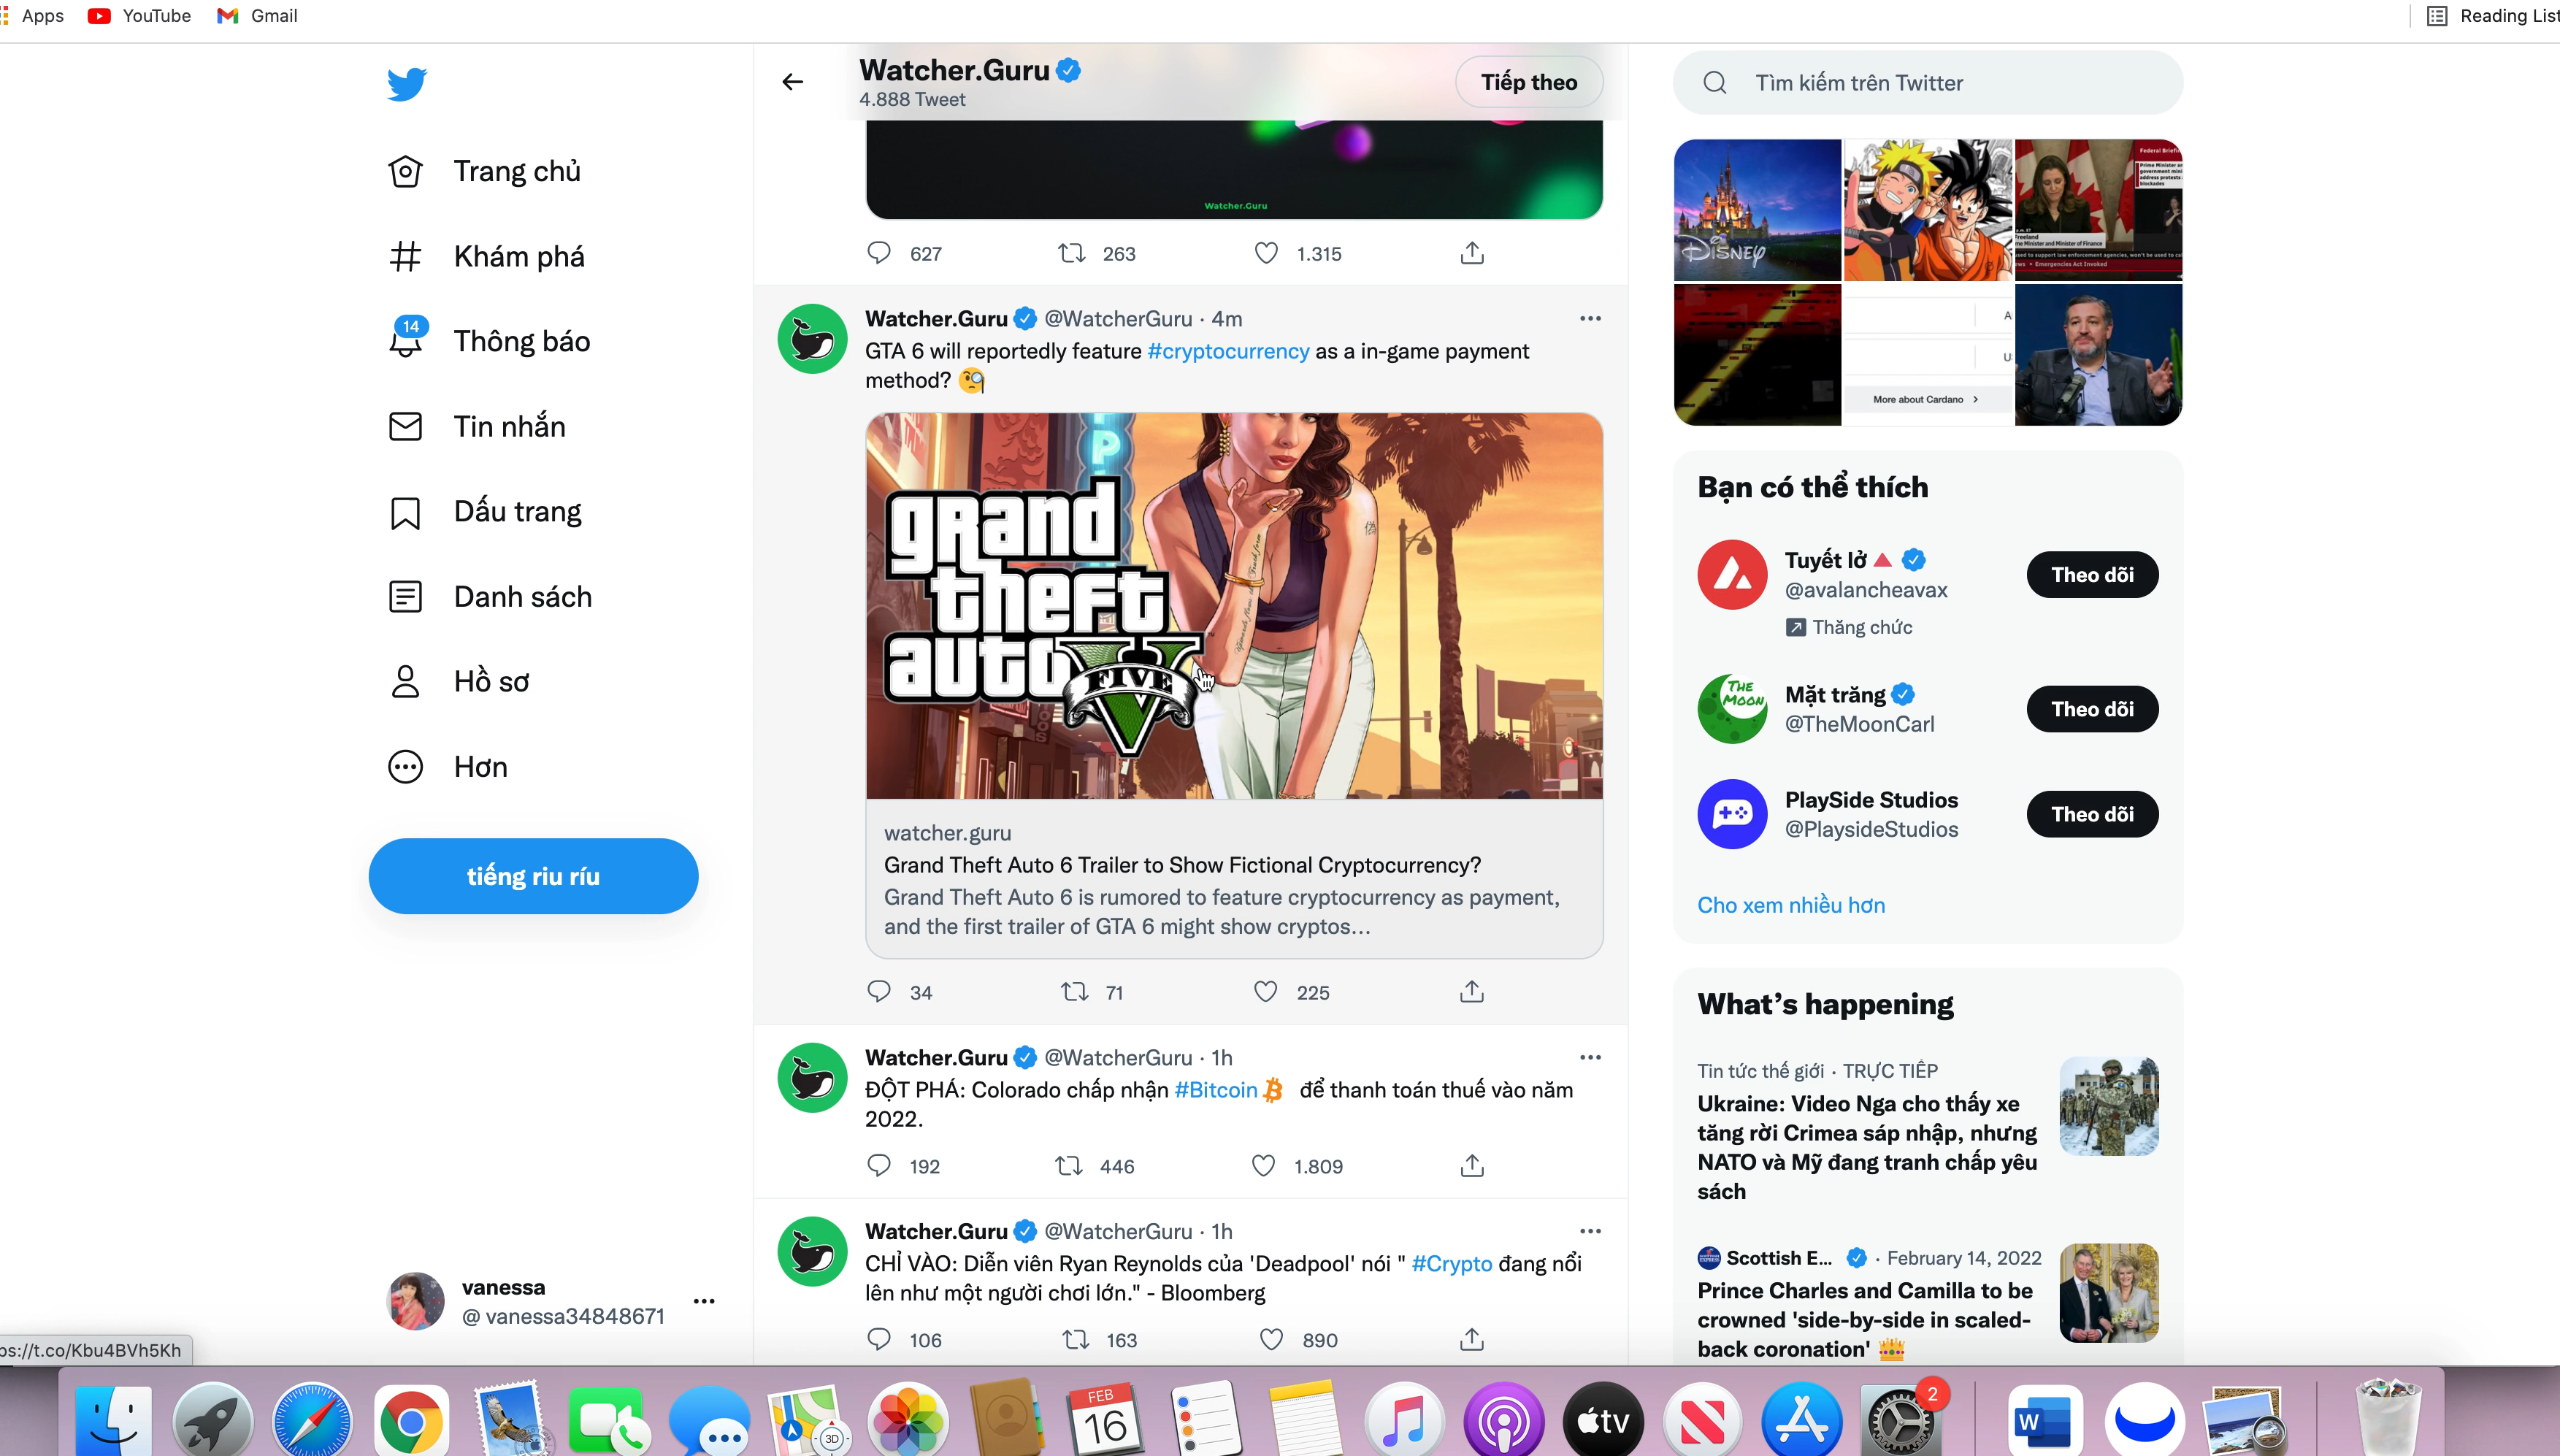 Apps YouTube Gmail Reading List
Watcher.Guru
4.888 Tweet
Tiếp theo
Tìm kiếm trên Twitter
Trang chủ
Khám phá
14
Thông báo
Tin nhắn
Dấu trang
Danh sách
Hồ sơ
Hơn
tiếng riu ríu
vanessa
@ vanessa34848671
ps://t.co/Kbu4BVh5Kh
Watcher.Guru
627 263 1.315
Watcher.Guru @WatcherGuru · 4m
GTA 6 will reportedly feature #cryptocurrency as a in-game payment
method?
grand
theft
auto
FIVE
watcher.guru
Grand Theft Auto 6 Trailer to Show Fictional Cryptocurrency?
Grand Theft Auto 6 is rumored to feature cryptocurrency as payment,
and the first trailer of GTA 6 might show cryptos...
34 71 225
Watcher.Guru @WatcherGuru · 1h
ĐỘT PHÁ: Colorado chấp nhận #Bitcoin để thanh toán thuế vào năm
2022.
192 446 1.809
Watcher.Guru @WatcherGuru · 1h
CHỈ VÀO: Diễn viên Ryan Reynolds của 'Deadpool' nói " #Crypto đang nổi
lên như một người chơi lớn." - Bloomberg
106 163 890
DISNEY
More about Cardano
Bạn có thể thích
Tuyết lở
@avalancheavax
Thăng chức
Theo dõi
THE
MOON
Mặt trăng
@TheMoonCarl
Theo dõi
PlaySide Studios
@PlaysideStudios
Theo dõi
Cho xem nhiều hơn
What's happening
Tin tức thế giới · TRỰC TIẾP
Ukraine: Video Nga cho thấy xe
tăng rời Crimea sáp nhập, nhưng
NATO và Mỹ đang tranh chấp yêu
sách
Scottish E... · February 14, 2022
Prince Charles and Camilla to be
crowned 'side-by-side in scaled-
back coronation'
3D
FEB
16
tv
2
W